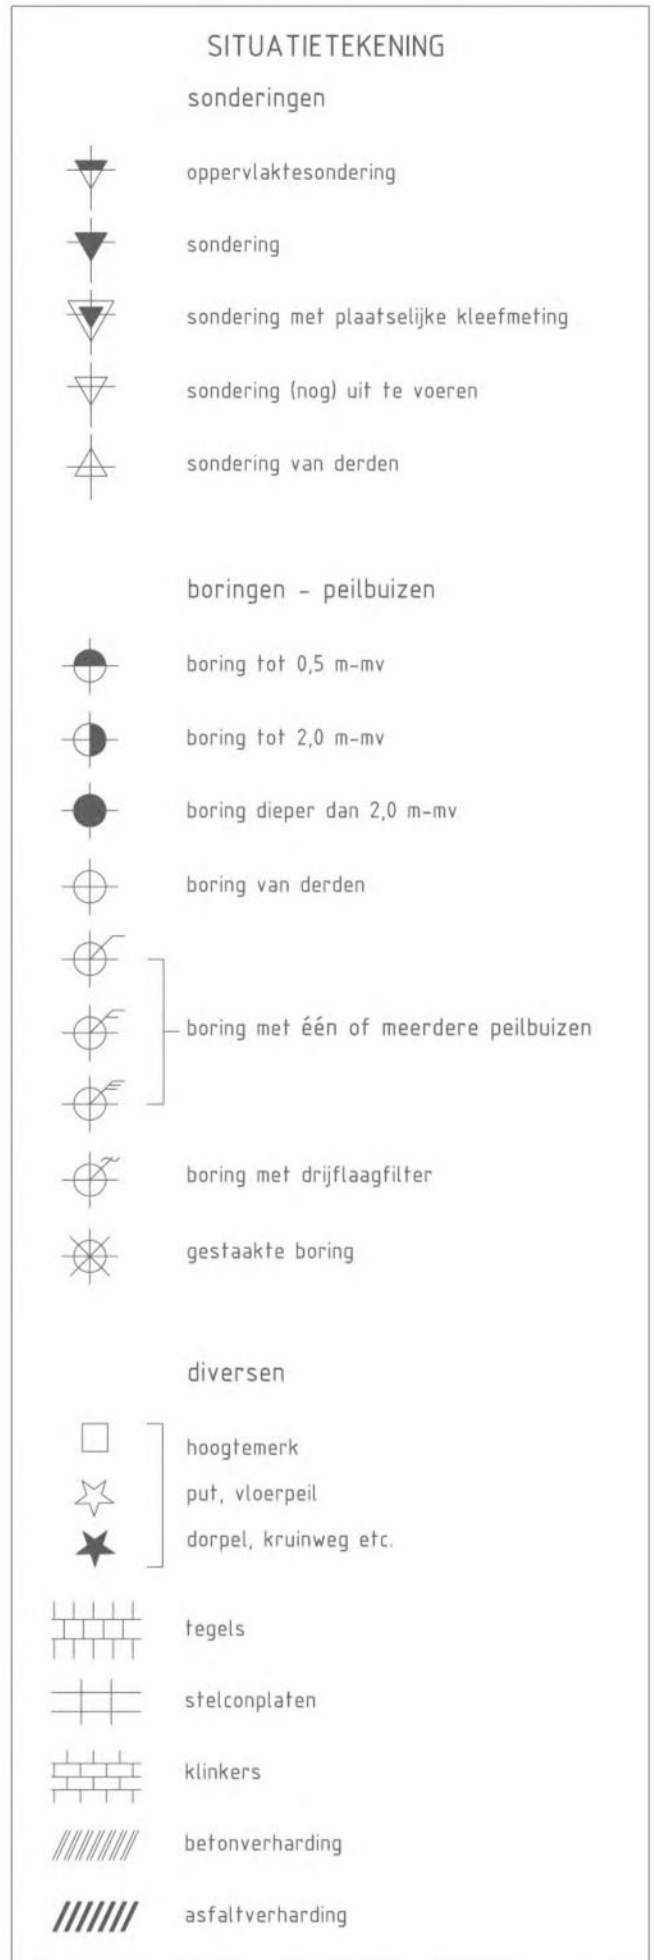 SITUATIETEKENING
sonderingen
oppervlaktesondering
sondering
sondering met plaatselijke kleefmeting
sondering (nog) uit te voeren
sondering van derden
boringen - peilbuizen
boring tot 0,5 m-mv
boring tot 2,0 m-mv
boring dieper dan 2,0 m-mv
boring van derden
boring met één of meerdere peilbuizen
boring met drijflaagfilter
gestaakte boring
diversen
hoogtemerk
put, vloerpeil
dorpel, kruinweg etc.
tegels
stelconplaten
klinkers
betonverharding
asfaltverharding